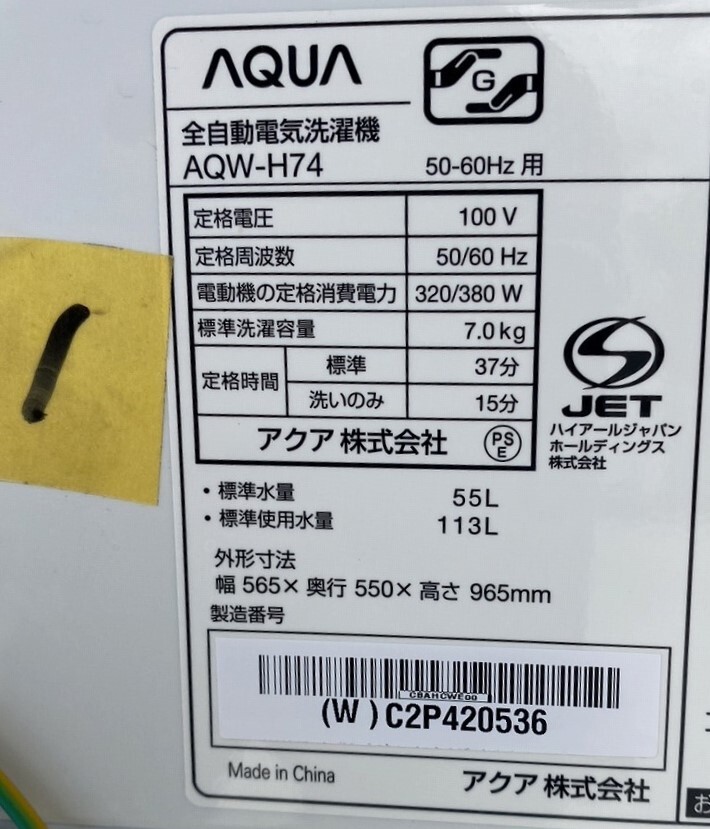 AQUA
G
全自動電気洗濯機
AQW-H74
50-60Hz 用
定格電圧 100 V
定格周波数 50/60 Hz
電動機の定格消費電力 320/380 W
標準洗濯容量 7.0kg
定格時間 標準 37分
洗いのみ 15分
アクア 株式会社
PS
E
JET
ハイアールジャパン
ホールディングス
株式会社
・標準水量 55L
・標準使用水量 113L
外形寸法
幅 565× 奥行 550× 高さ 965mm
製造番号
CBAHCWE00
(W) C2P420536
Made in China
アクア 株式会社
お